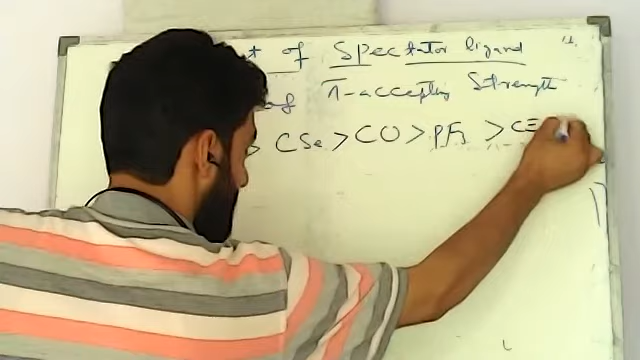 of Spectator ligand
π-accepting Strength
> CSe > CO > PF₃ >